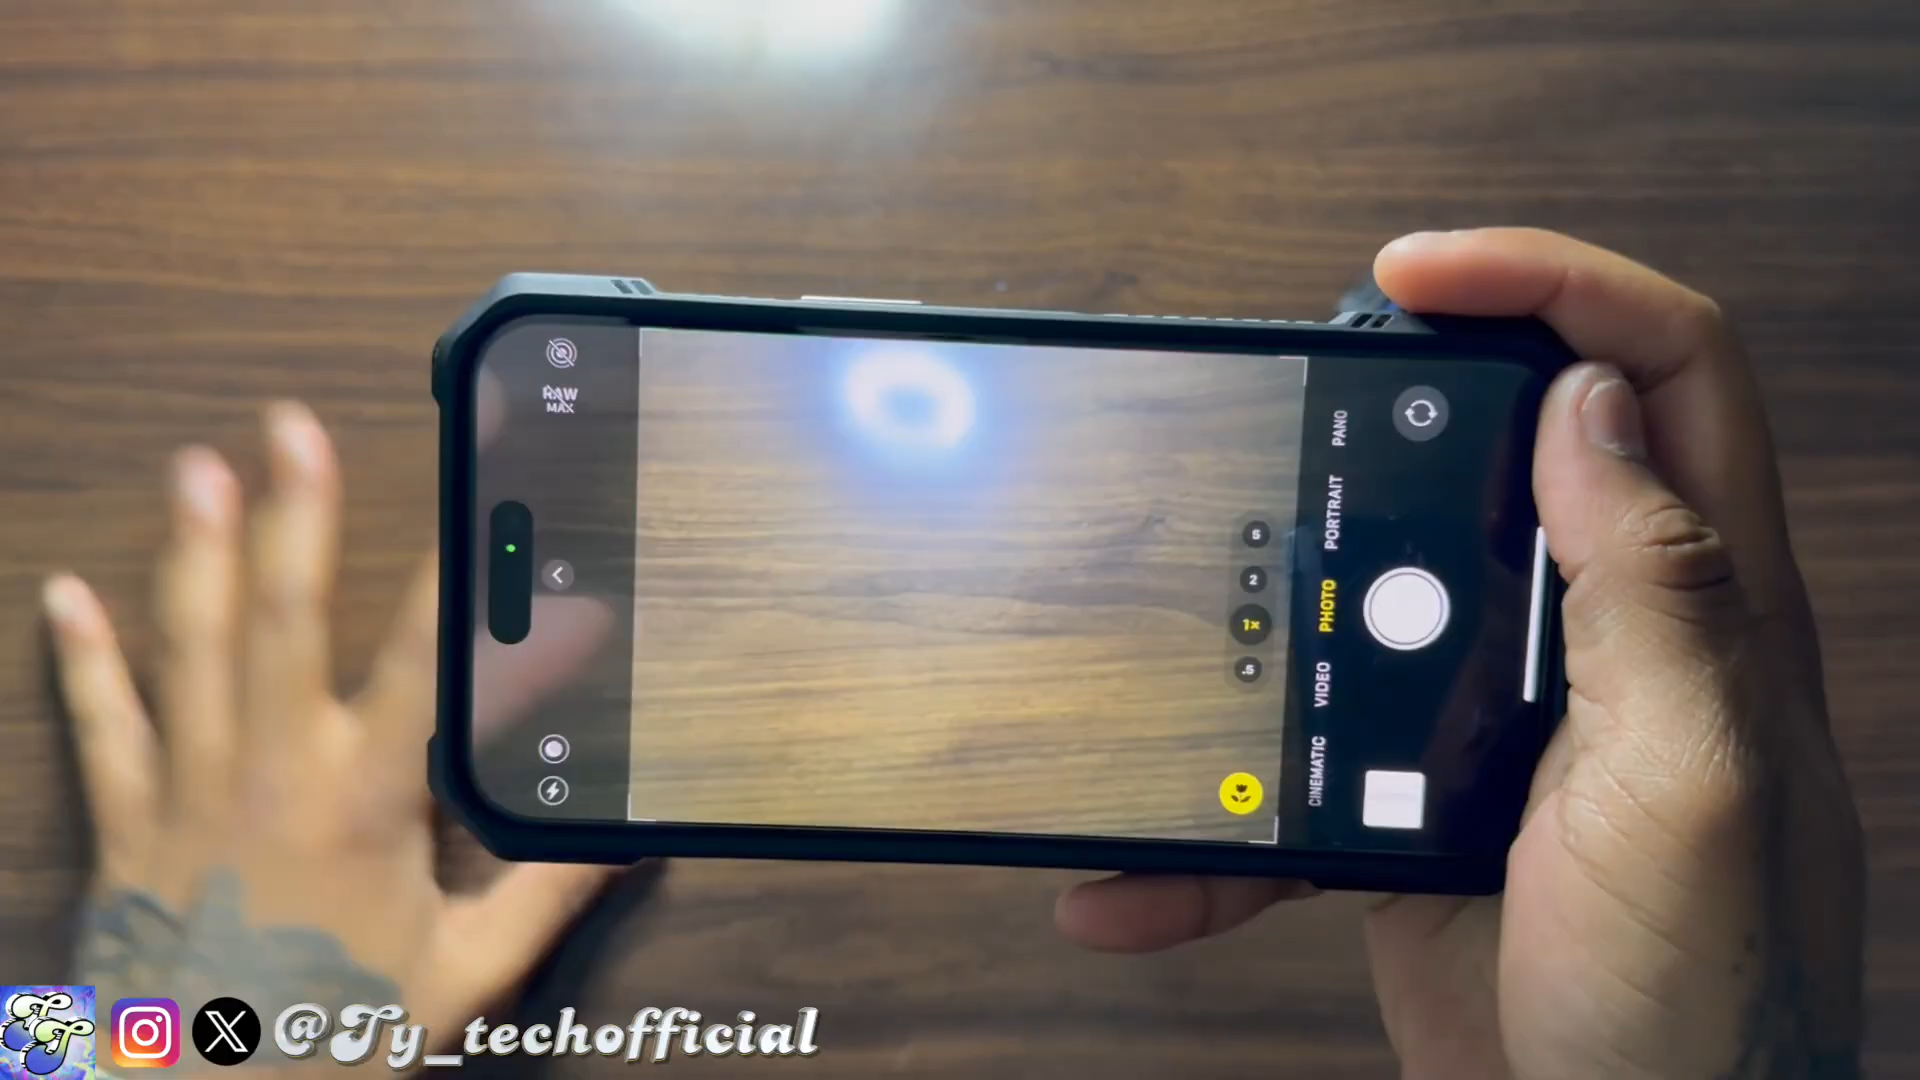 RAW
MAX
5
2
1x
.5
PANO
PORTRAIT
PHOTO
VIDEO
CINEMATIC
@Ty_techofficial